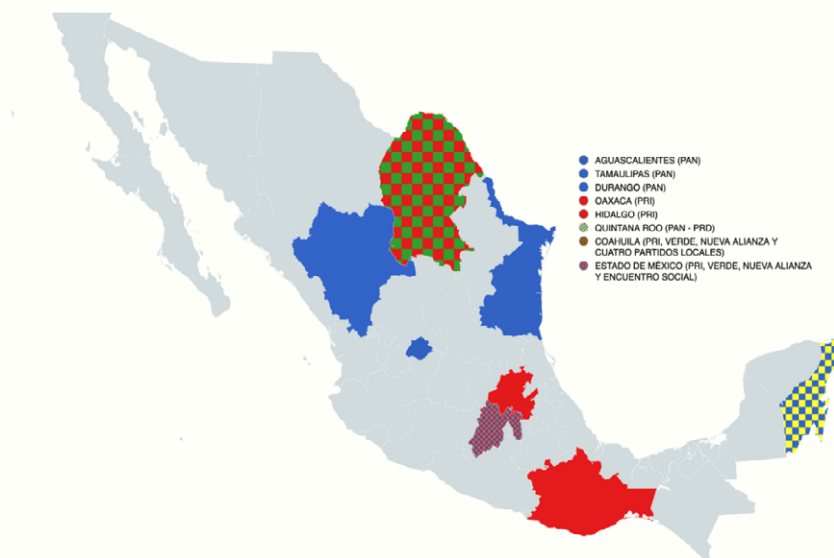 AGUASCALIENTES (PAN)
TAMAULIPAS (PAN)
DURANGO (PAN)
OAXACA (PRI)
HIDALGO (PRI)
QUINTANA ROO (PAN - PRD)
COAHUILA (PRI, VERDE, NUEVA ALIANZA Y
CUATRO PARTIDOS LOCALES)
ESTADO DE MÉXICO (PRI, VERDE, NUEVA ALIANZA
Y ENCUENTRO SOCIAL)